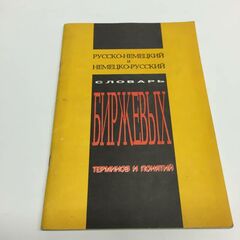 РУССКО-НЕМЕЦКИЙ
и
НЕМЕЦКО-РУССКИЙ
СЛОВАРЬ
БИРЖЕВЫХ
ТЕРМИНОВ И ПОНЯТИЙ